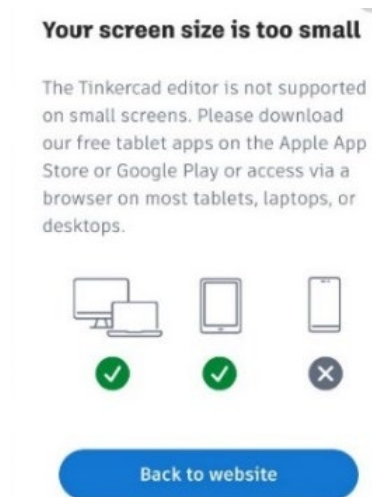 Your screen size is too small
The Tinkercad editor is not supported
on small screens. Please download
our free tablet apps on the Apple App
Store or Google Play or access via a
browser on most tablets, laptops, or
desktops.
Back to website